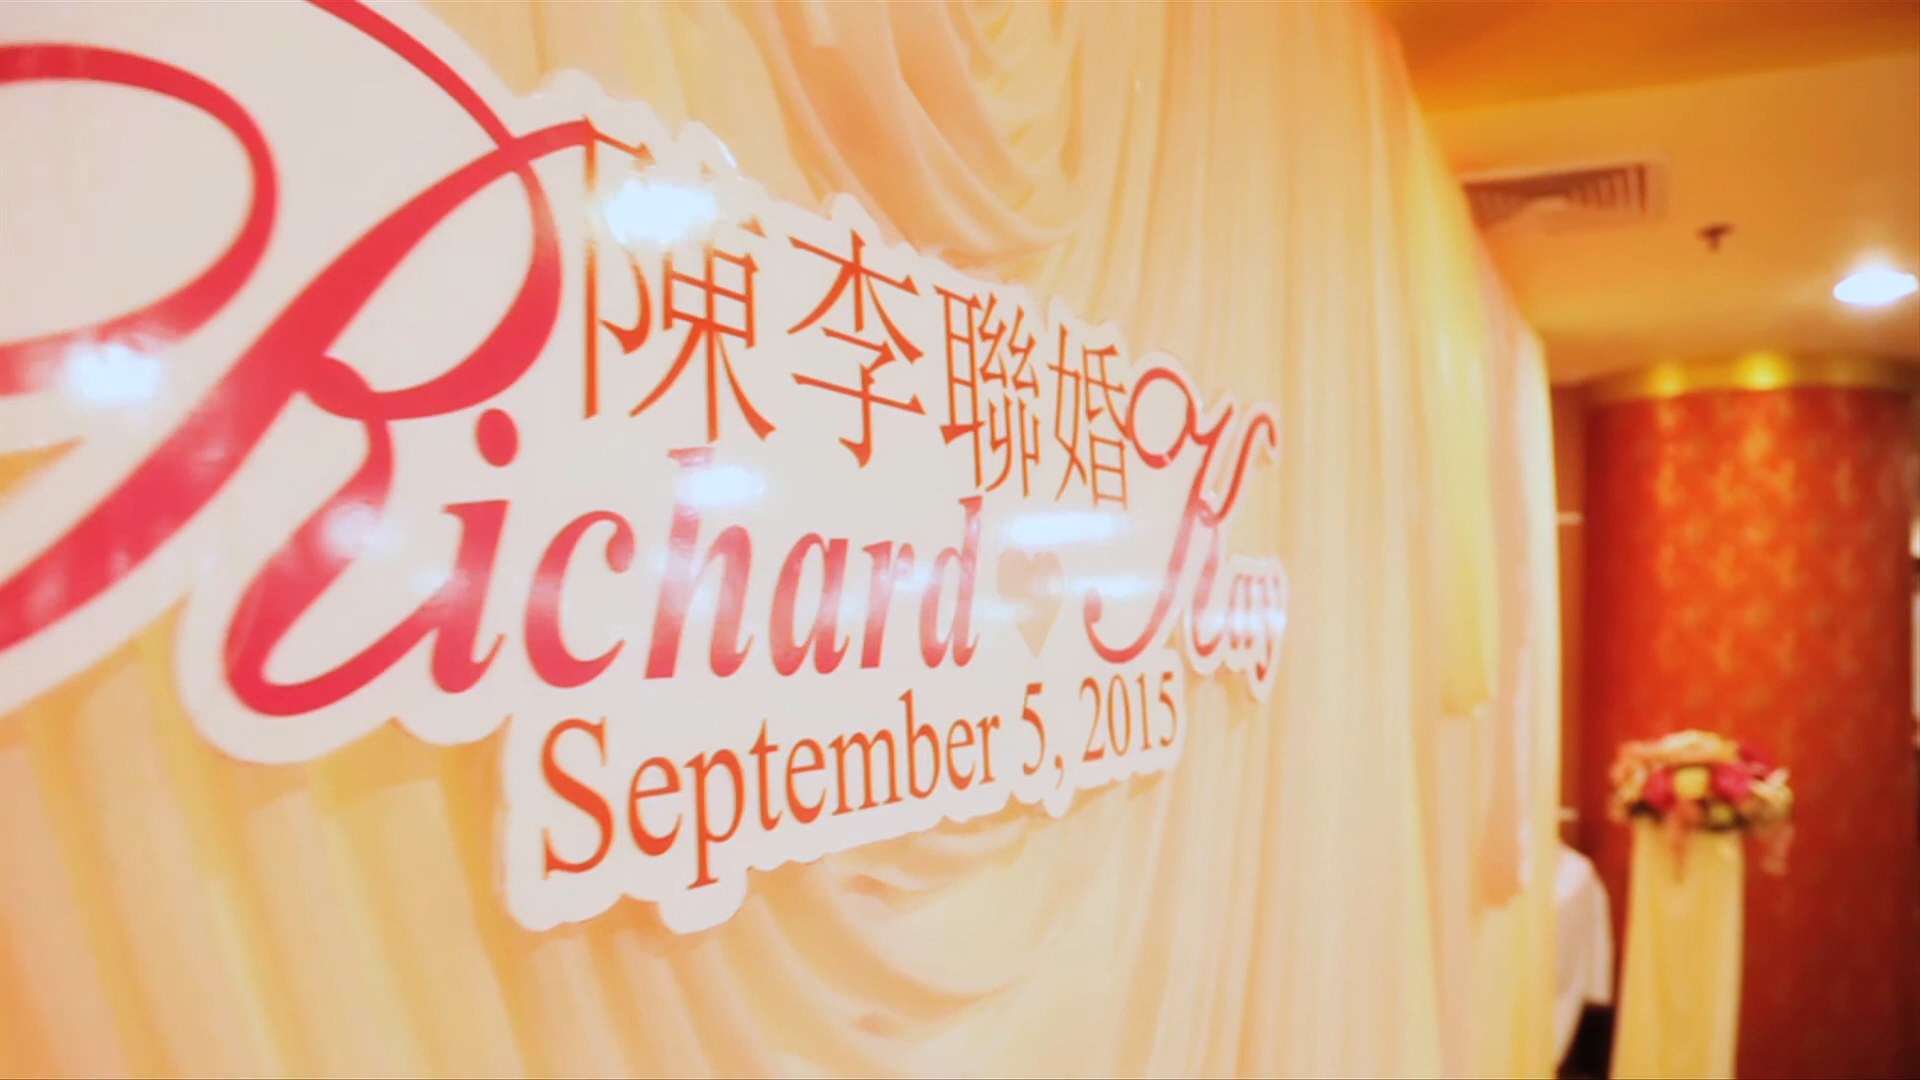 陳李聯婚
Richard ♥ Kay
September 5, 2015